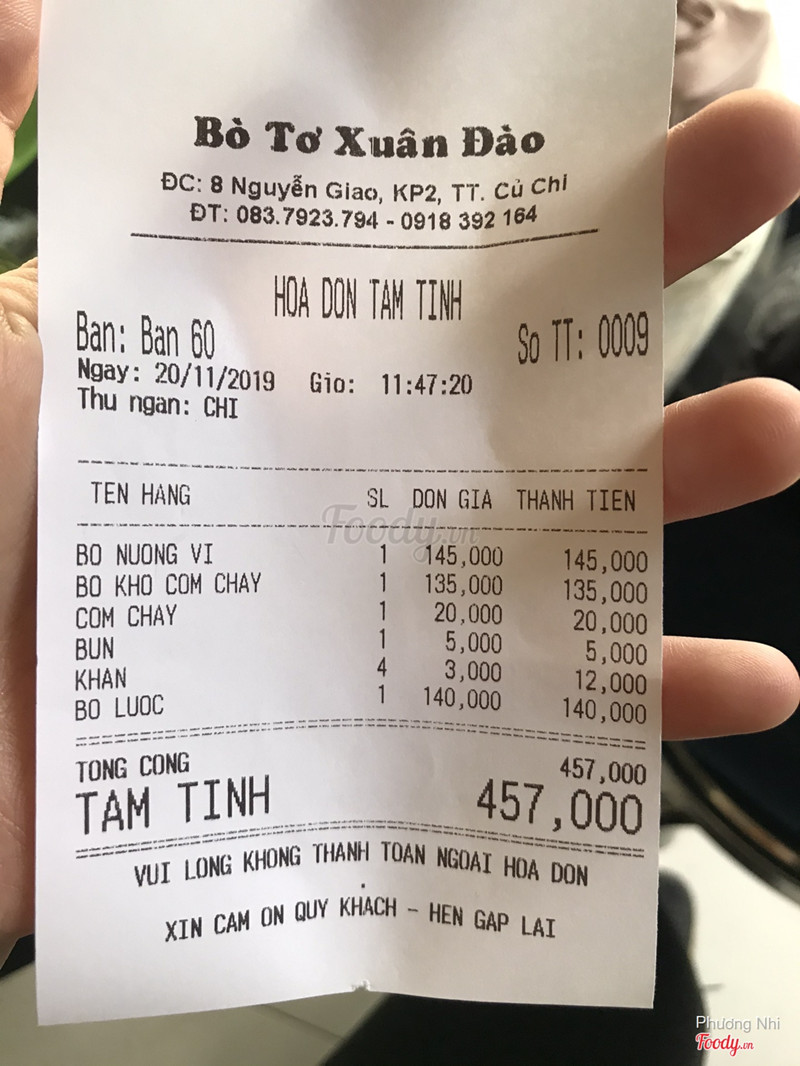 Bò Tơ Xuân Đào
ĐC: 8 Nguyễn Giao, KP2, TT. Củ Chi
ĐT: 083.7923.794 - 0918 392 164
HOA DON TAM TINH
Ban: Ban 60 So TT: 0009
Ngay: 20/11/2019 Gio: 11:47:20
Thu ngan: CHI
TEN HANG SL DON GIA THANH TIEN
Foody.vn
BO NUONG VI 1 145,000 145,000
BO KHO COM CHAY 1 135,000 135,000
COM CHAY 1 20,000 20,000
BUN 1 5,000 5,000
KHAN 4 3,000 12,000
BO LUOC 1 140,000 140,000
TONG CONG 457,000
TAM TINH 457,000
VUI LONG KHONG THANH TOAN NGOAI HOA DON
XIN CAM ON QUY KHACH - HEN GAP LAI
Phương Nhi
Foody.vn